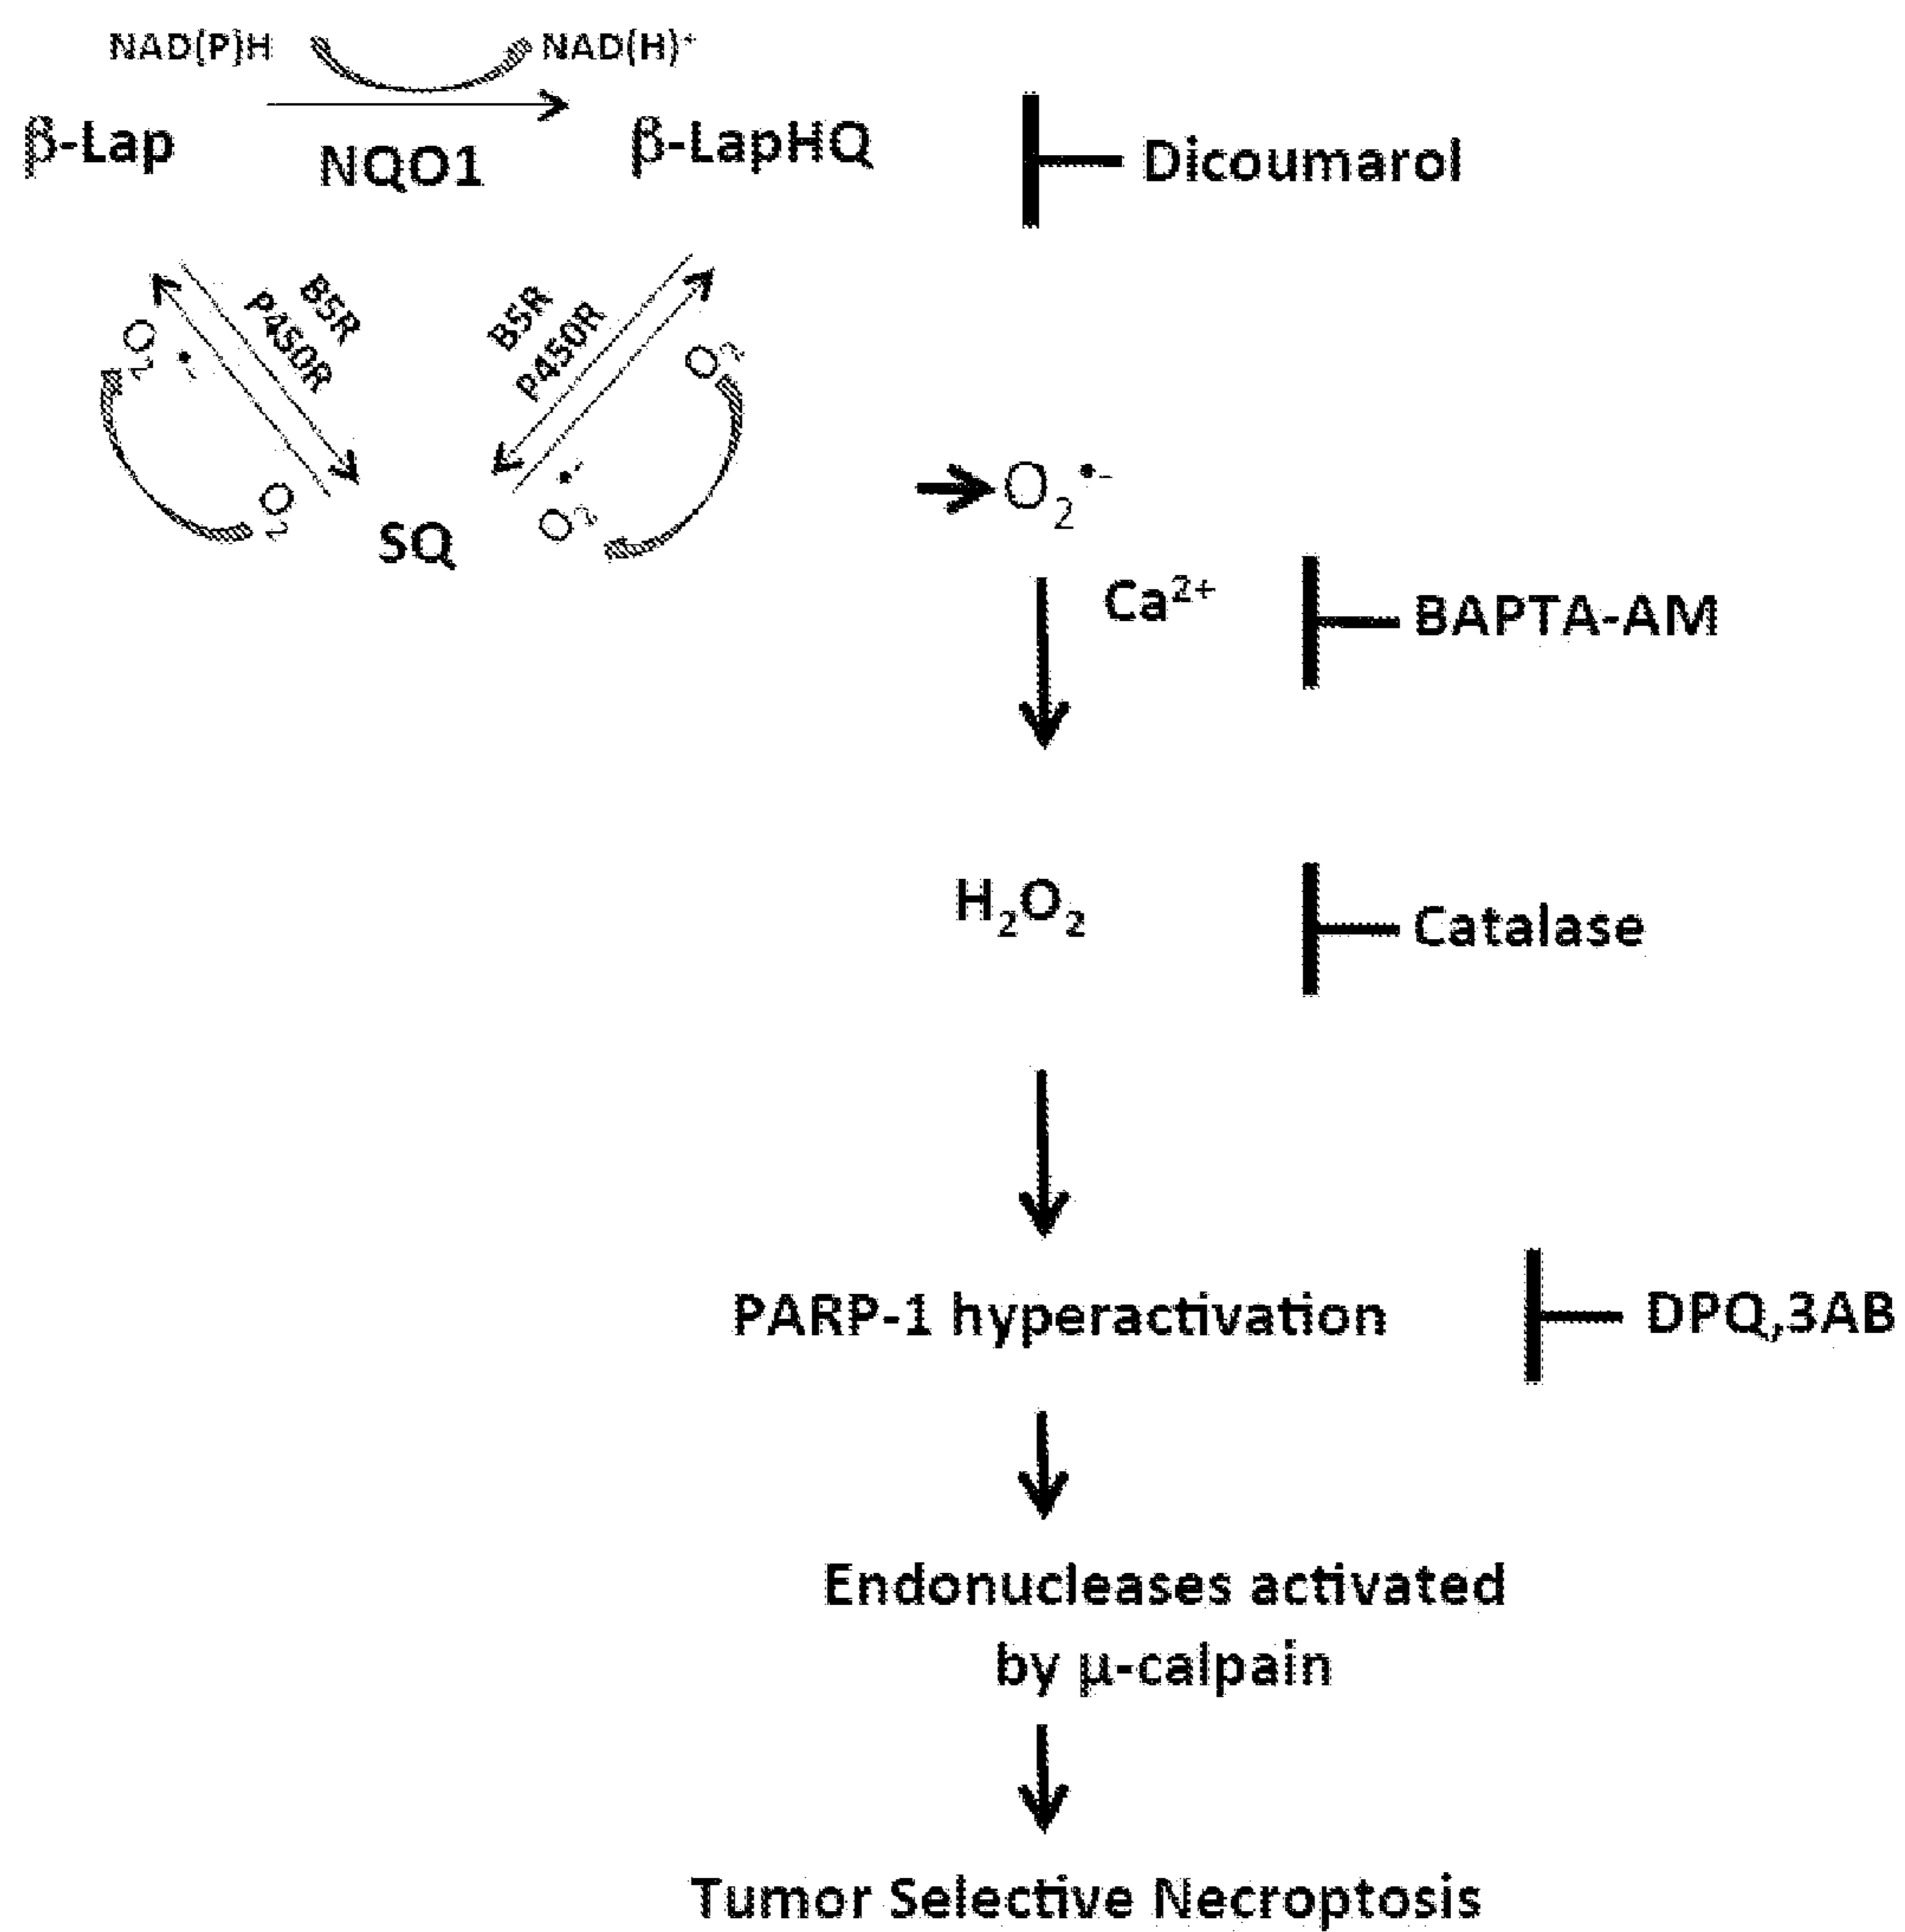 NAD(P)H NAD(H)⁺
β-Lap NQO1 β-LapHQ
Dicoumarol
B5R
P450R
B5R
P450R
O₂•-
O₂
O₂
O₂•-
SQ
O₂•-
Ca²⁺
BAPTA-AM
H₂O₂
Catalase
PARP-1 hyperactivation
DPQ,3AB
Endonucleases activated
by μ-calpain
Tumor Selective Necroptosis